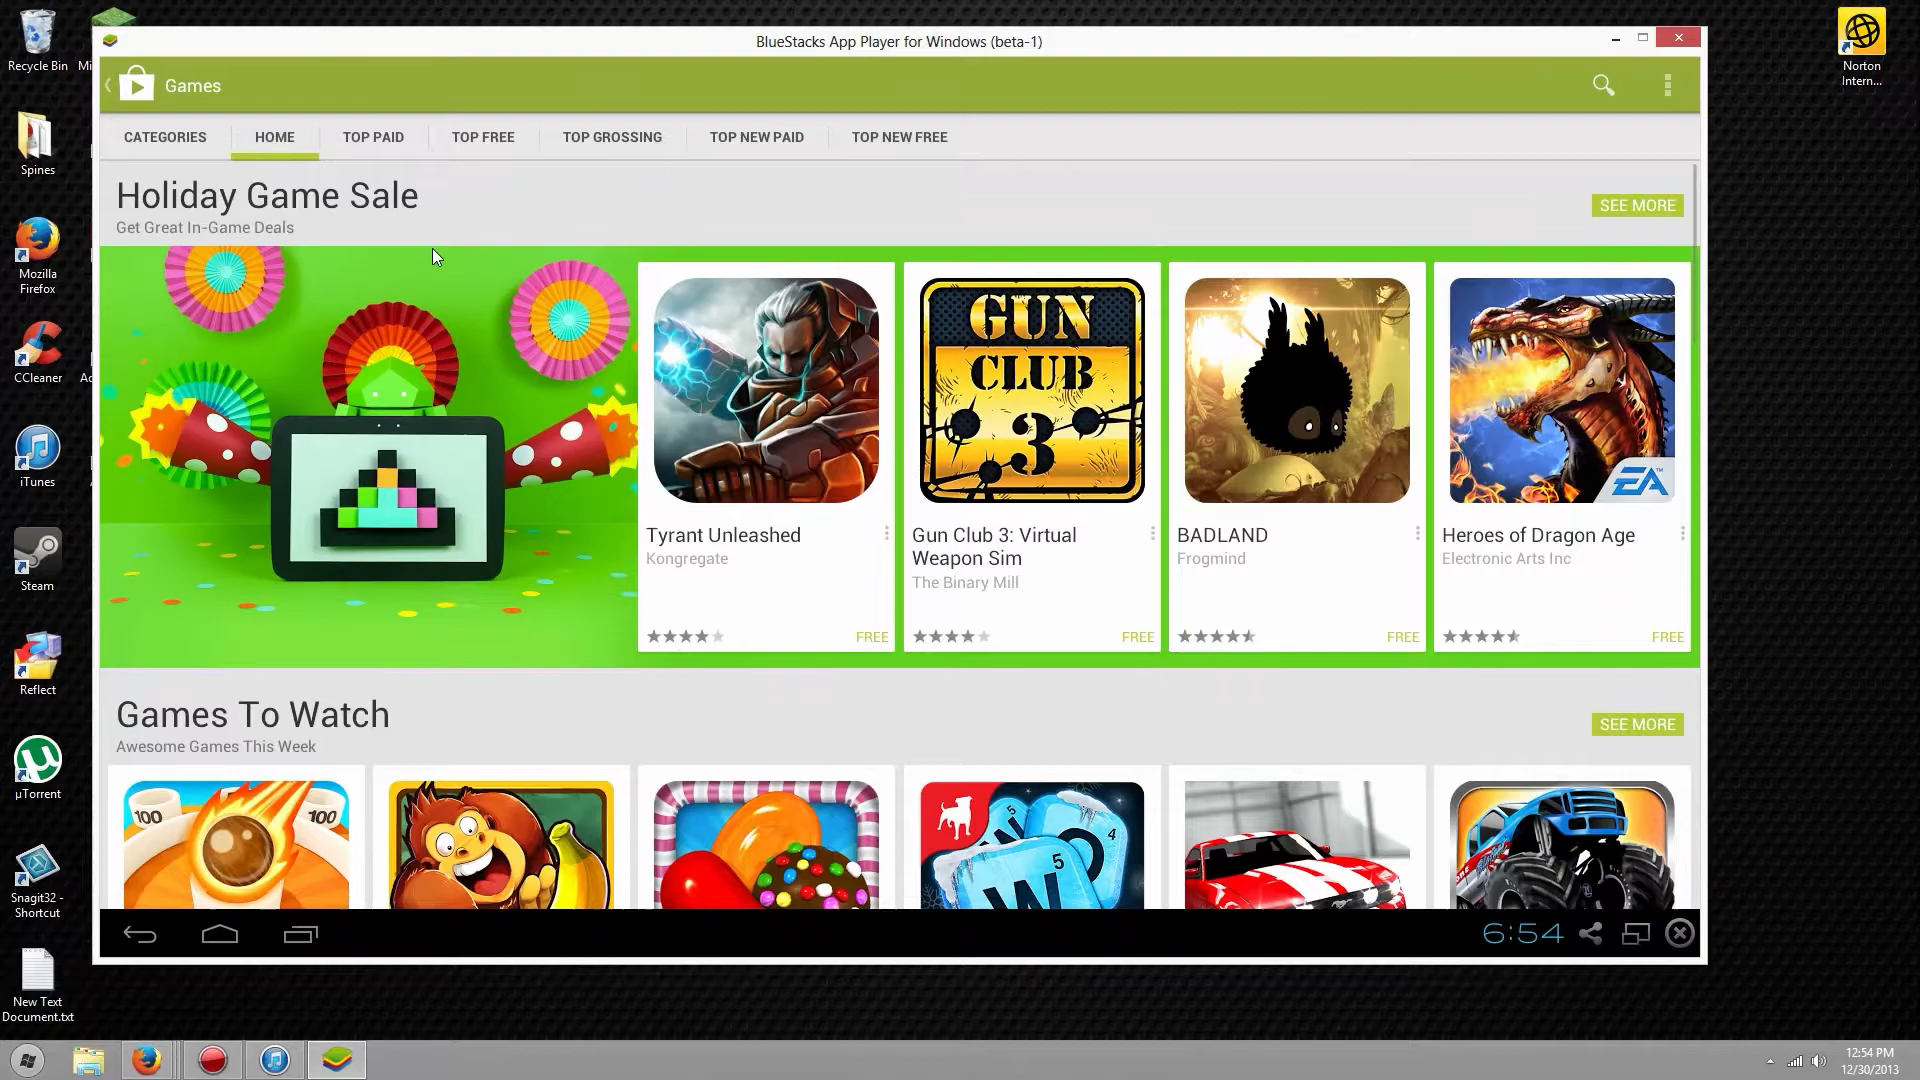 Recycle Bin
Mi
Norton
Intern...
BlueStacks App Player for Windows (beta-1)
Games
CATEGORIES
HOME
TOP PAID
TOP FREE
TOP GROSSING
TOP NEW PAID
TOP NEW FREE
Spines
Holiday Game Sale
Get Great In-Game Deals
SEE MORE
Mozilla
Firefox
CCleaner
iTunes
Steam
Reflect
µTorrent
Snagit32 -
Shortcut
New Text
Document.txt
GUN
CLUB
3
EA
Tyrant Unleashed
Kongregate
FREE
Gun Club 3: Virtual
Weapon Sim
The Binary Mill
FREE
BADLAND
Frogmind
FREE
Heroes of Dragon Age
Electronic Arts Inc
FREE
Games To Watch
Awesome Games This Week
SEE MORE
100
100
5
N
O
4
W
5
6:54
12:54 PM
12/30/2013